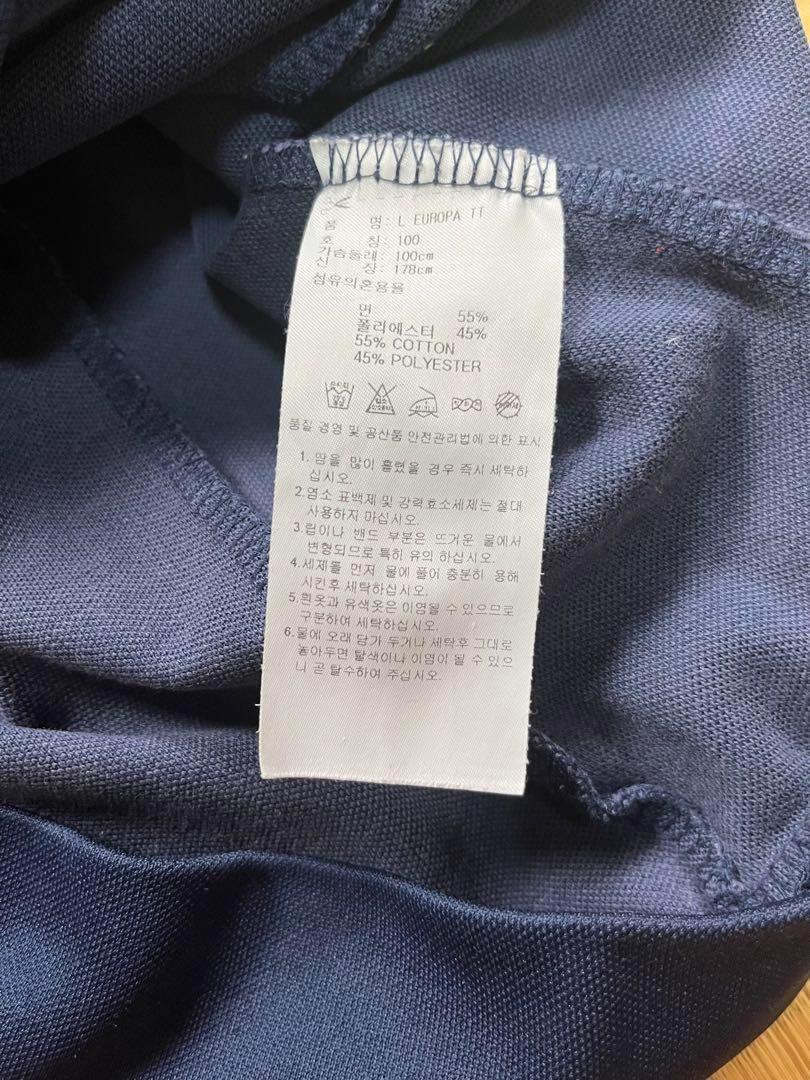 품 명: L EUROPA TT
호 칭: 100
가슴둘레: 100cm
신 장: 178cm
섬유의혼용율
면 55%
폴리에스터 45%
55% COTTON
45% POLYESTER
품질 경영 및 공산품 안전관리법에 의한 표시
1. 땀을 많이 흘렸을 경우 즉시 세탁하
십시오.
2.염소 표백제 및 강력효소세제는 절대
사용하지 마십시오.
3.립이나 밴드 부분은 뜨거운 물에서
변형되므로 특히 유의 하십시오.
4.세제를 먼저 물에 풀어 충분히 용해
시킨후 세탁하십시오.
5.흰옷과 유색옷은 이염될 수 있으므로
구분하여 세탁하십시오.
6.물에 오래 담가 두거나 세탁후 그대로
놓아두면 탈색이나 이염이 될 수 있으
니 곧 탈수하여 주십시오.